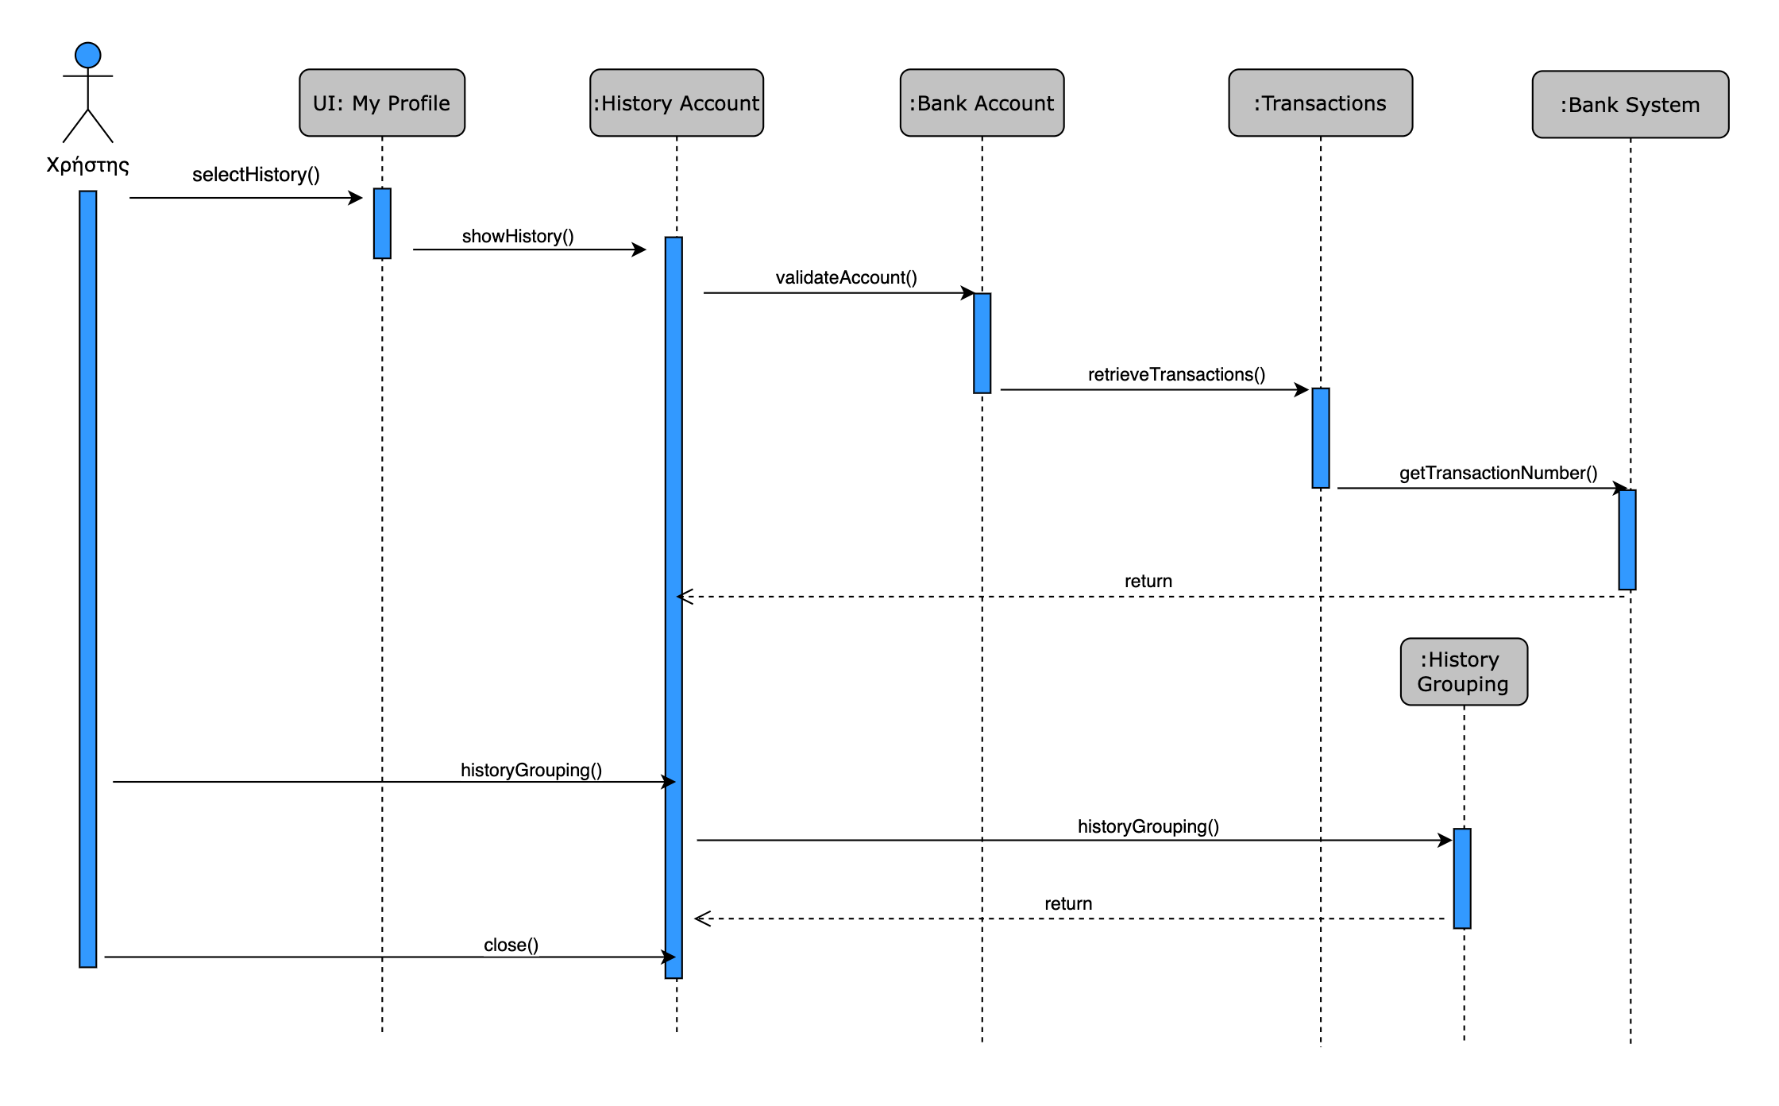 UI: My Profile
:History Account
:Bank Account
:Transactions
:Bank System
Χρήστης
selectHistory()
showHistory()
validateAccount()
retrieveTransactions()
getTransactionNumber()
return
:History
Grouping
historyGrouping()
historyGrouping()
return
close()